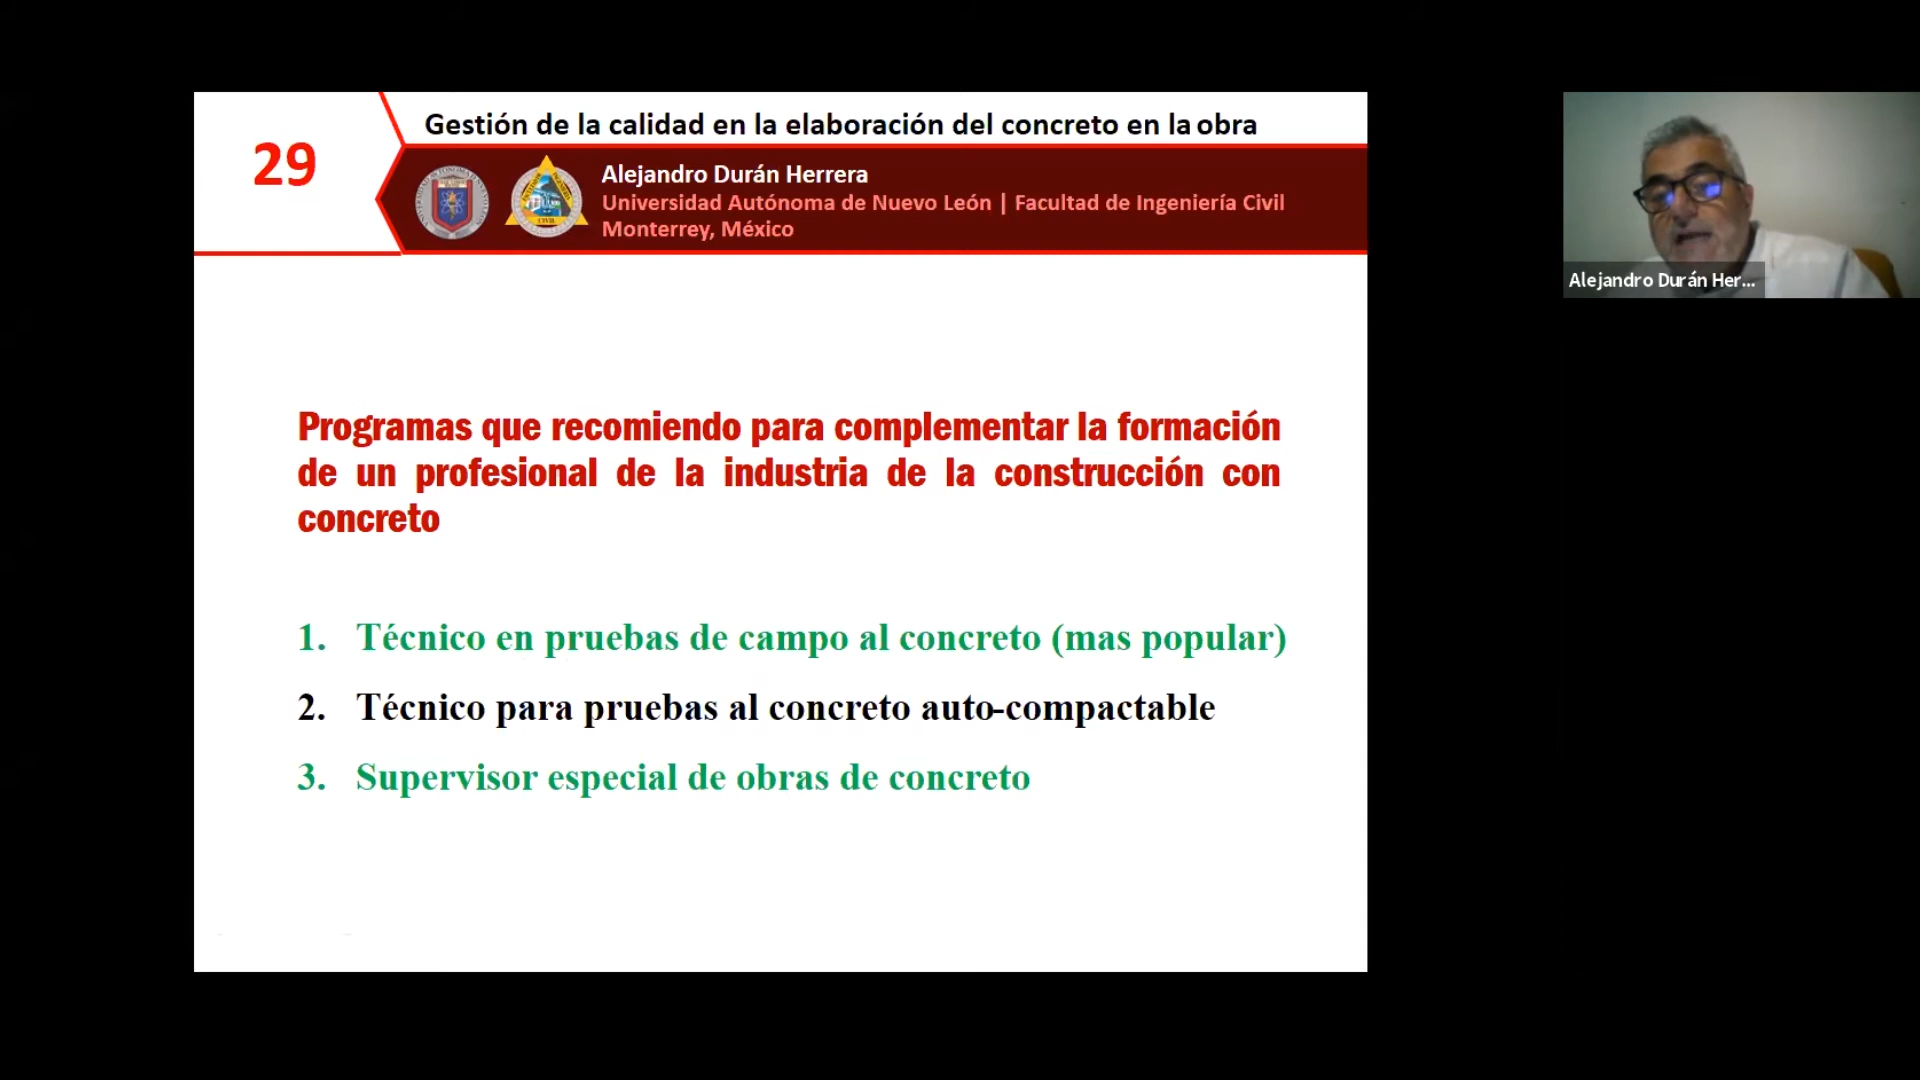 Gestión de la calidad en la elaboración del concreto en la obra
29
Alejandro Durán Herrera
Universidad Autónoma de Nuevo León | Facultad de Ingeniería Civil
Monterrey, México
Alejandro Durán Her...
Programas que recomiendo para complementar la formación
de un profesional de la industria de la construcción con
concreto
1. Técnico en pruebas de campo al concreto (mas popular)
2. Técnico para pruebas al concreto auto-compactable
3. Supervisor especial de obras de concreto